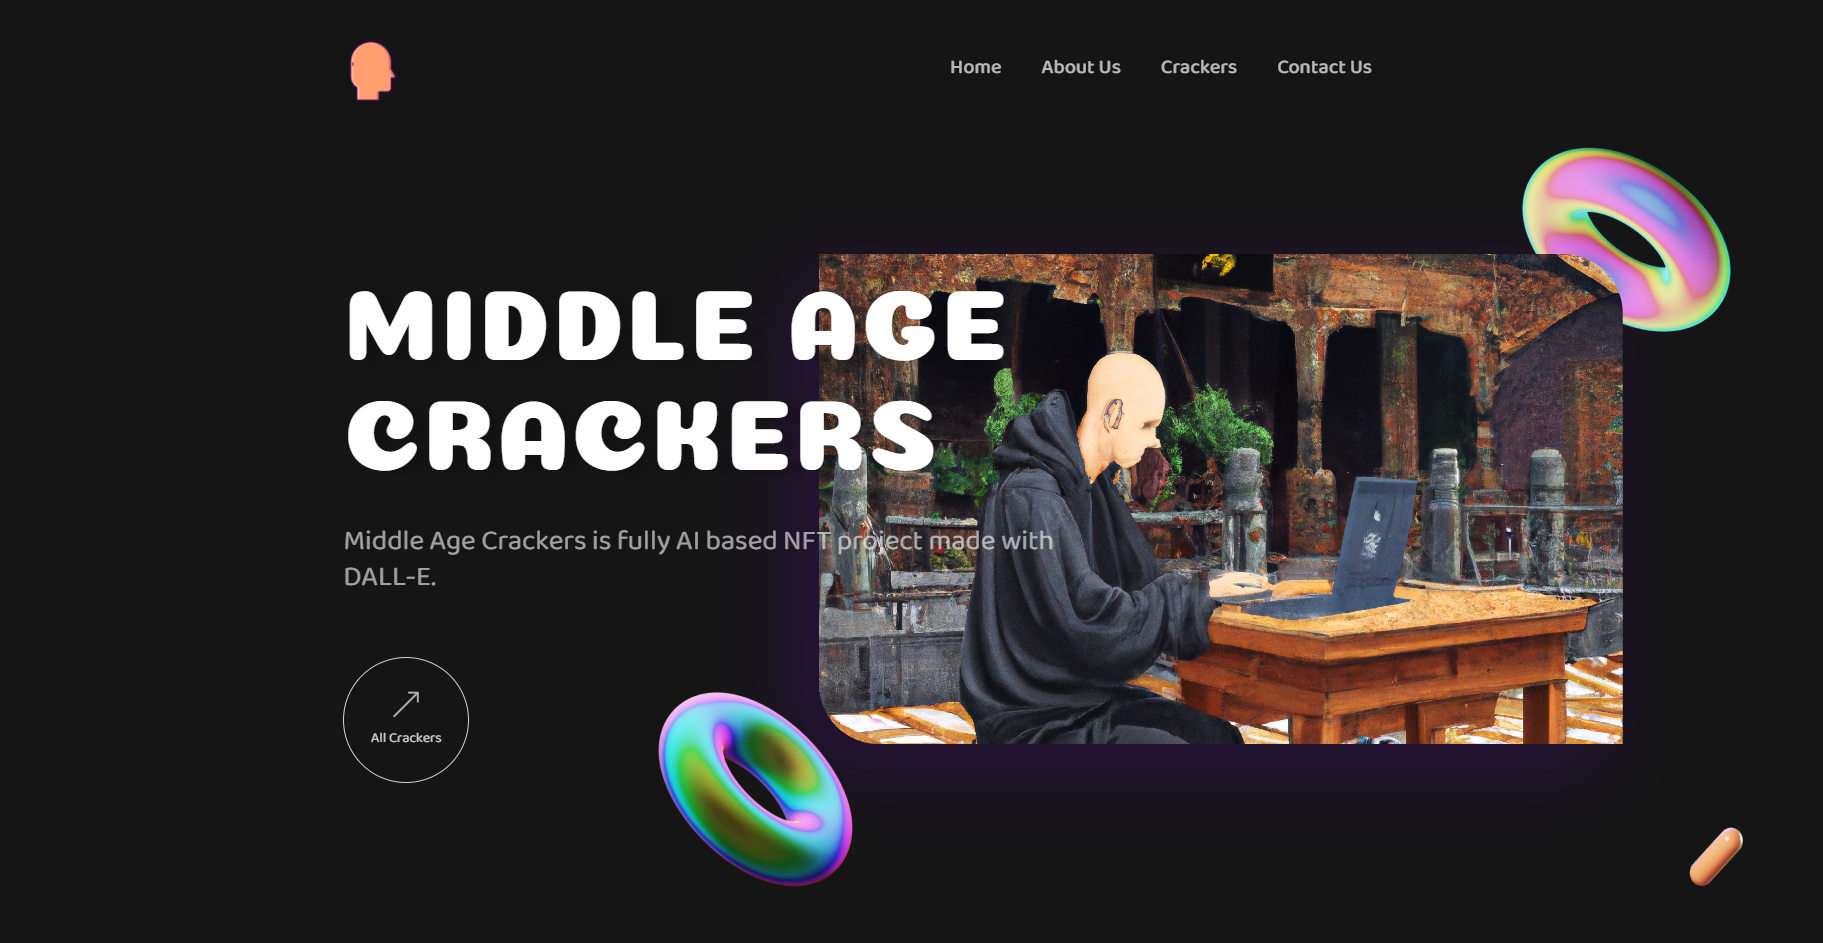 Home
About Us
Crackers
Contact Us
MIDDLE AGE
CRACKERS
Middle Age Crackers is fully AI based NFT project made with
DALL-E.
All Crackers